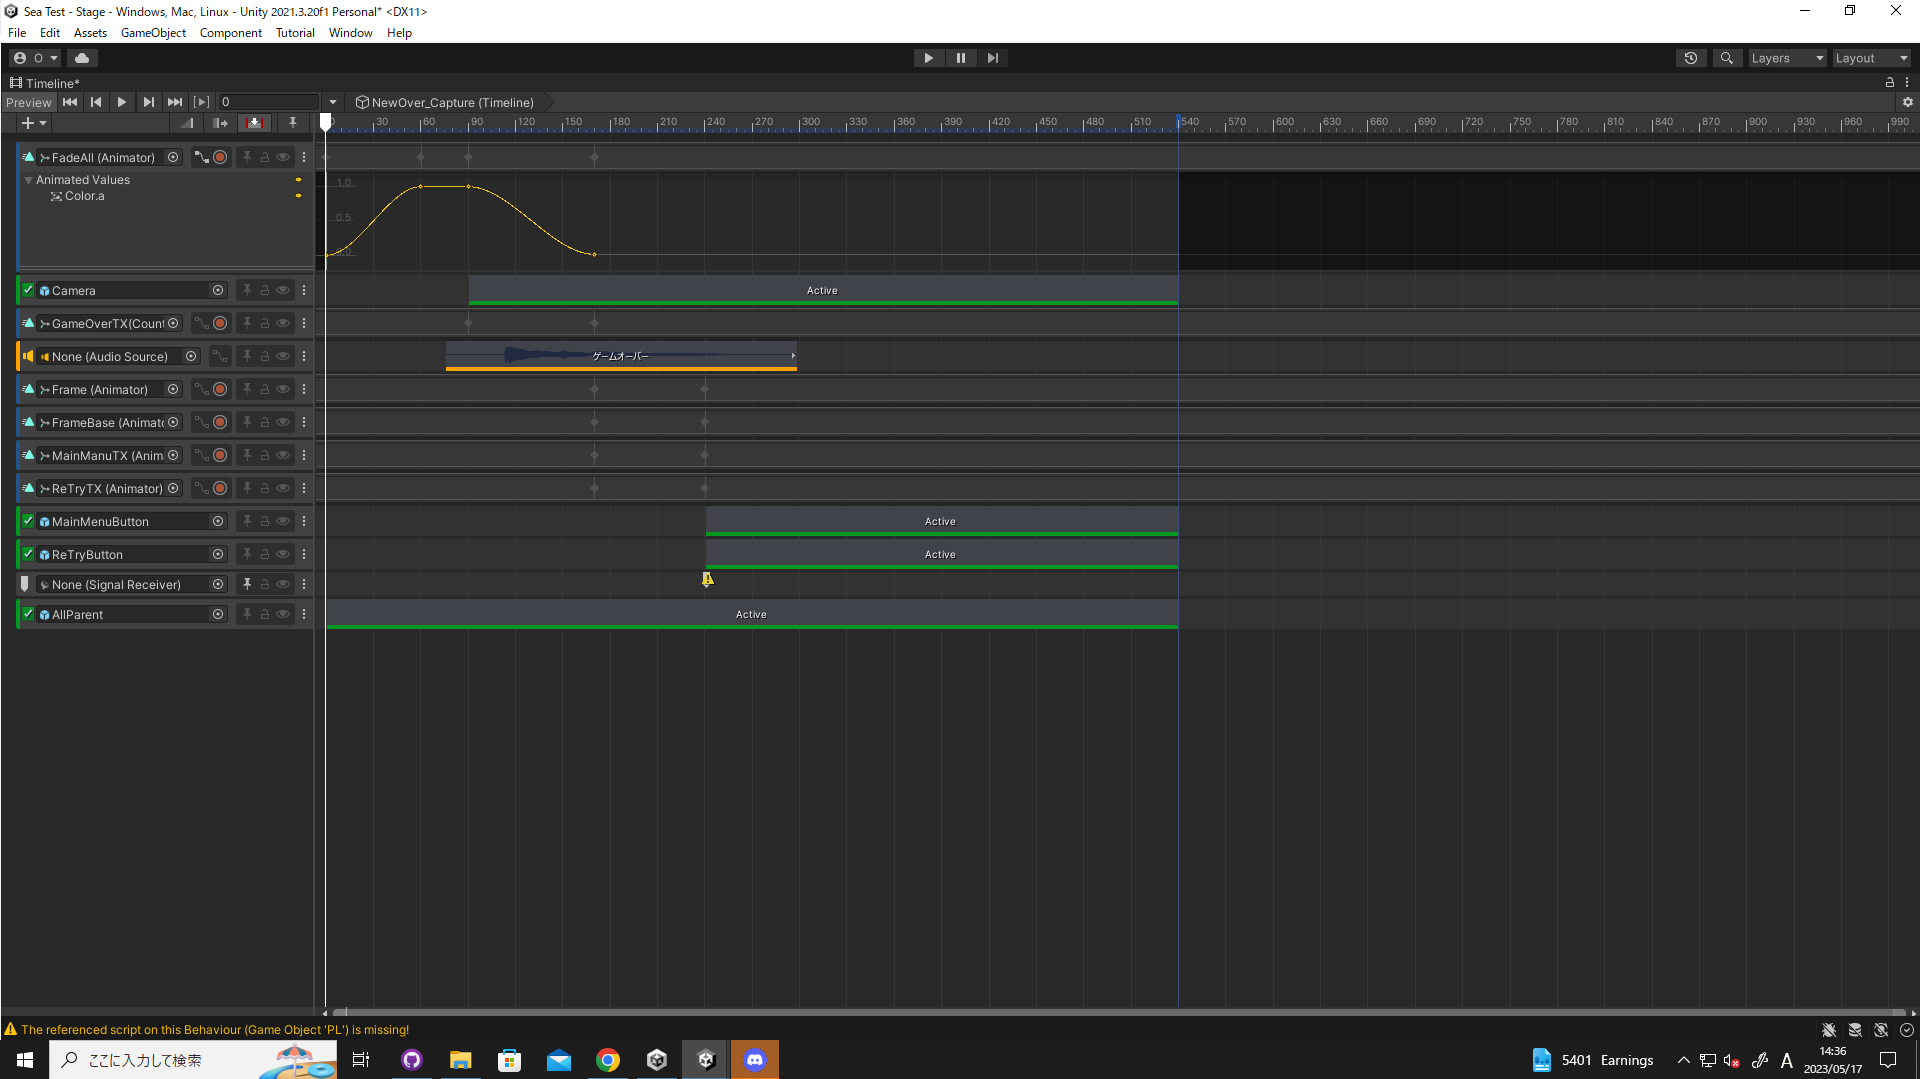 Sea Test - Stage - Windows, Mac, Linux - Unity 2021.3.20f1 Personal* <DX11>
File Edit Assets GameObject Component Tutorial Window Help
O Layers Layout
Timeline*
Preview 0 NewOver_Capture (Timeline)
30 60 90 120 150 180 210 240 270 300 330 360 390 420 450 480 510 540 570 600 630 660 690 720 750 780 810 840 870 900 930 960 990
FadeAll (Animator)
Animated Values
1.0
Color.a
0.5
0.0
Camera Active
GameOverTX(Count
None (Audio Source) ゲームオーバー
Frame (Animator)
FrameBase (Animato
MainManuTX (Anim
ReTryTX (Animator)
MainMenuButton Active
ReTryButton Active
None (Signal Receiver)
AllParent Active
The referenced script on this Behaviour (Game Object 'PL') is missing!
ここに入力して検索 5401 Earnings A 14:36
2023/05/17